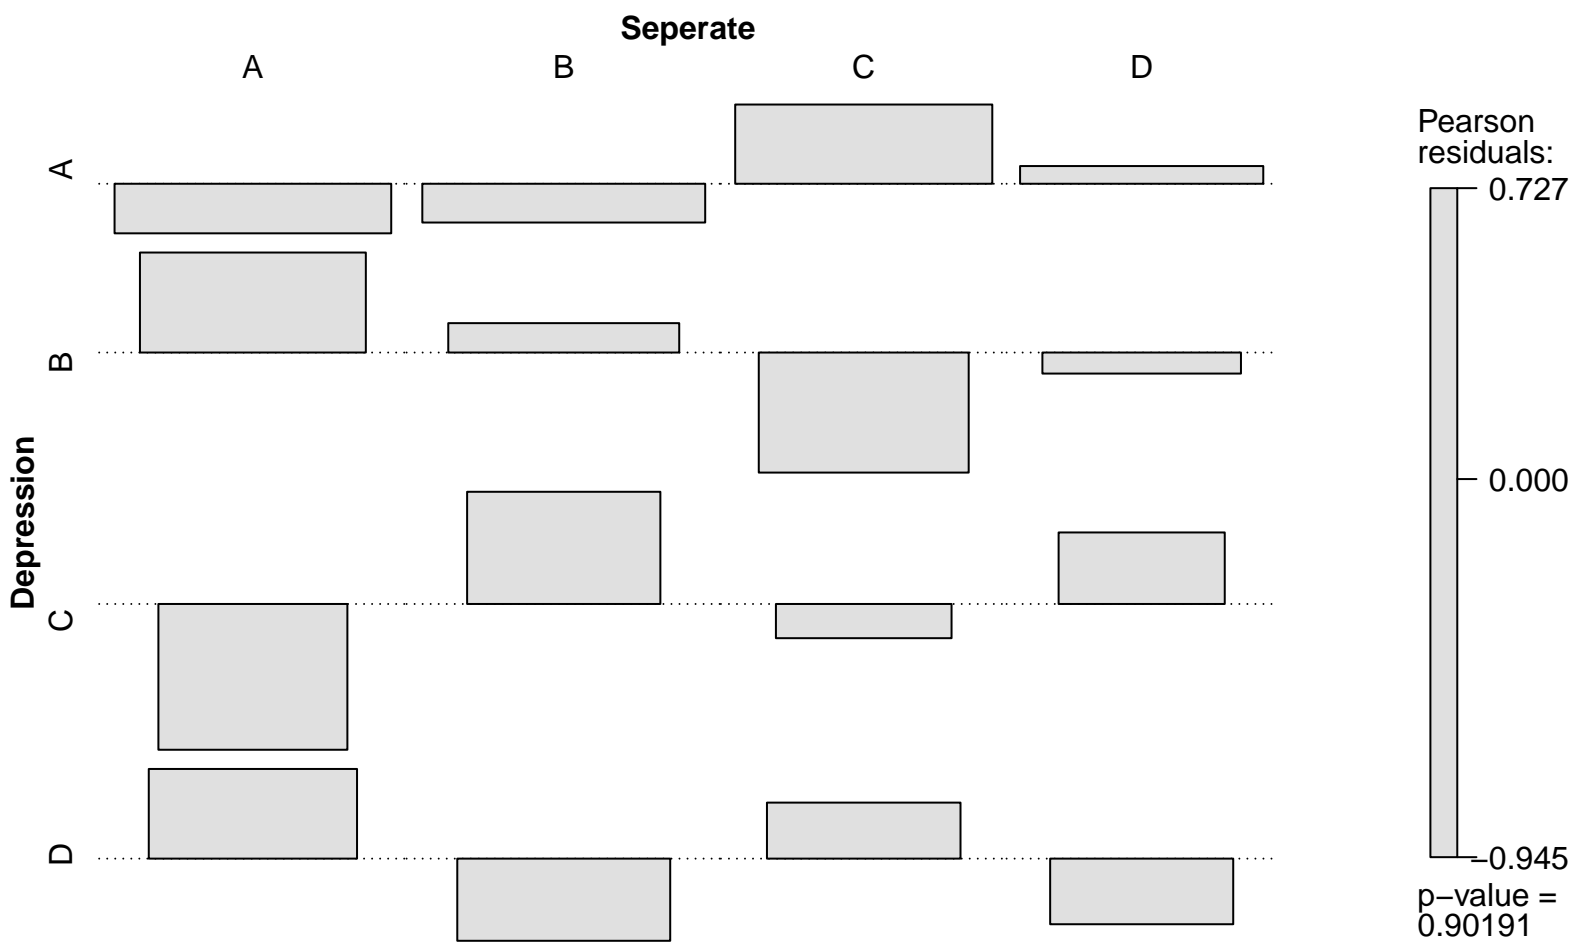 Seperate
A B C D
A
B
C
D
Depression
Pearson
residuals:
0.727
0.000
−0.945
p−value =
0.90191